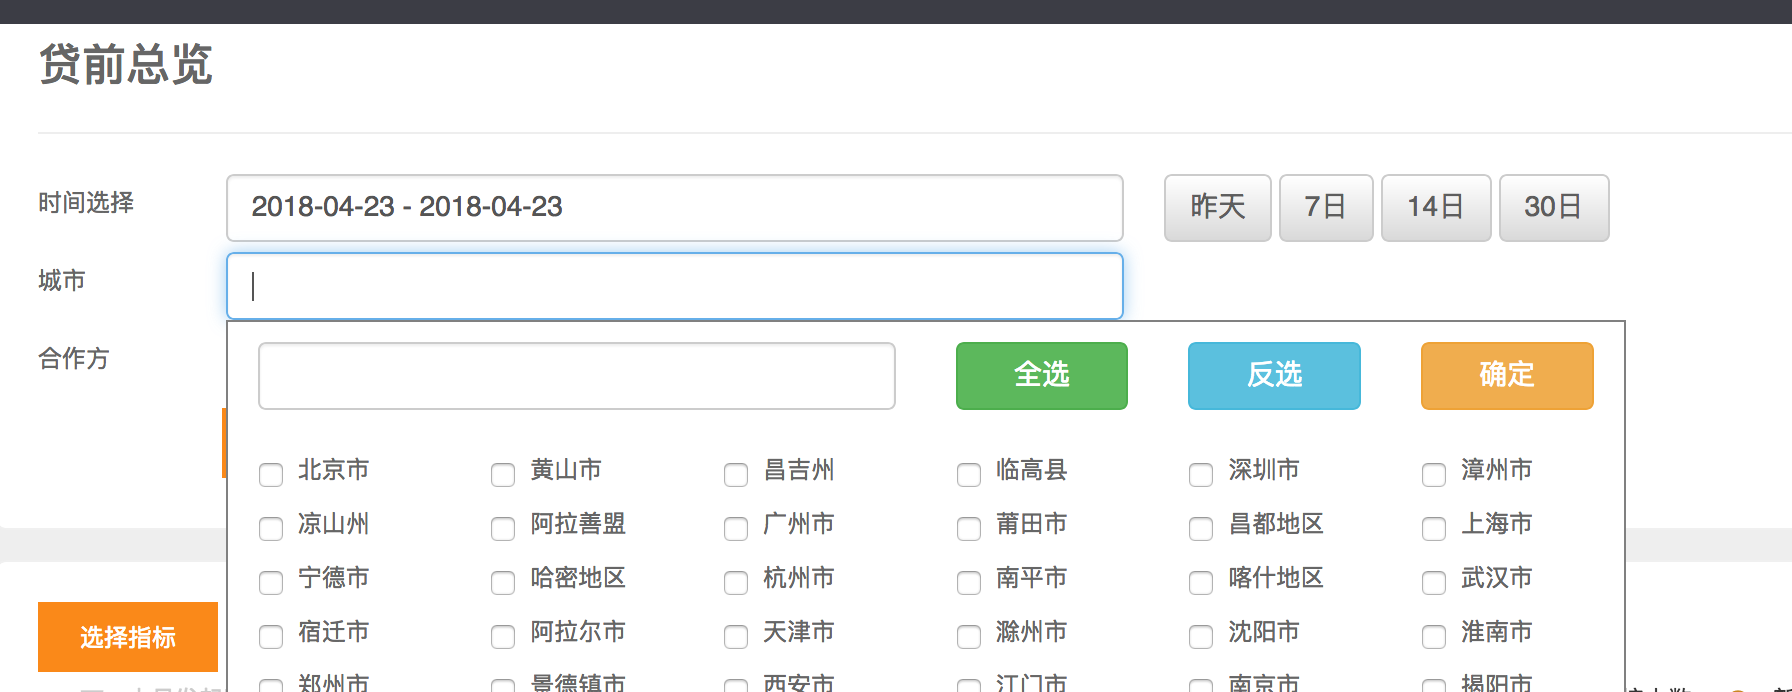 贷前总览
时间选择 2018-04-23 - 2018-04-23 昨天 7日 14日 30日
城市
合作方 全选 反选 确定
北京市 黄山市 昌吉州 临高县 深圳市 漳州市
凉山州 阿拉善盟 广州市 莆田市 昌都地区 上海市
宁德市 哈密地区 杭州市 南平市 喀什地区 武汉市
宿迁市 阿拉尔市 天津市 滁州市 沈阳市 淮南市
选择指标
郑州市 景德镇市 西安市 江门市 南京市 揭阳市